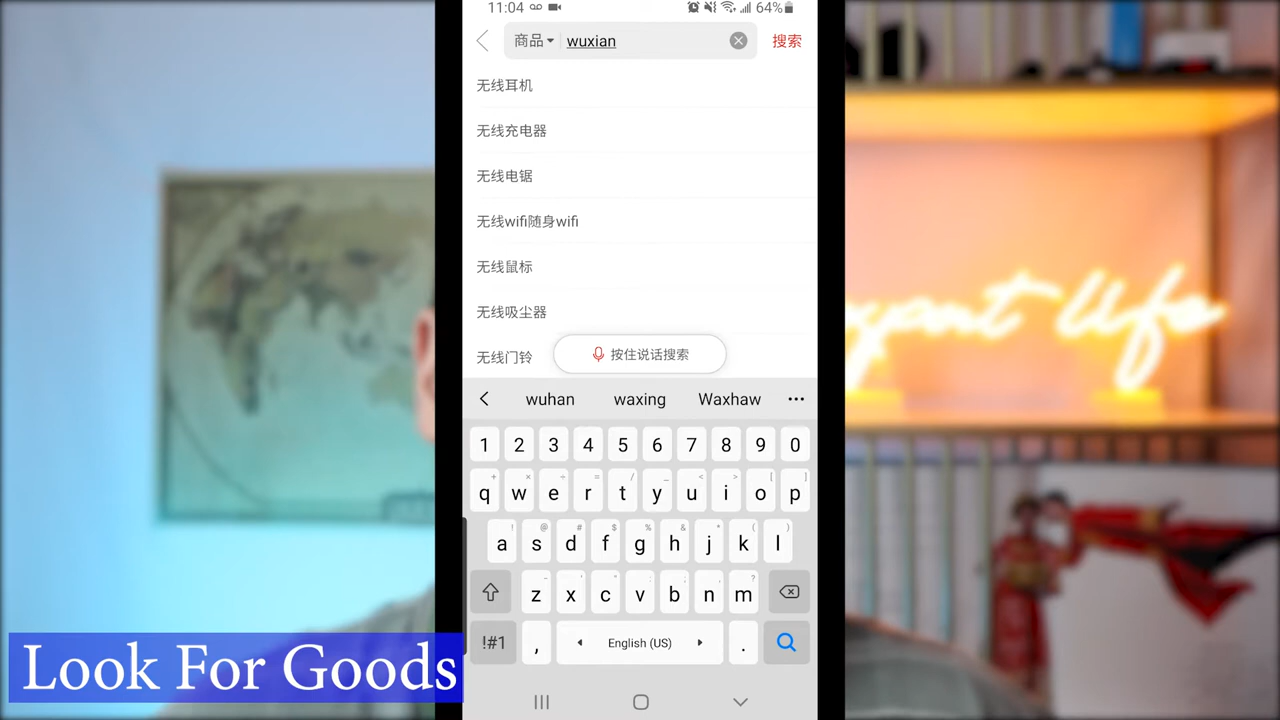 11:04 64%
商品 wuxian 搜索
无线耳机
无线充电器
无线电锯
无线wifi随身wifi
无线鼠标
无线吸尘器
无线门铃 按住说话搜索
wuhan waxing Waxhaw
1 2 3 4 5 6 7 8 9 0
q w e r t y u i o p
a s d f g h j k l
z x c v b n m
!#1 , English (US) .
Look For Goods
life